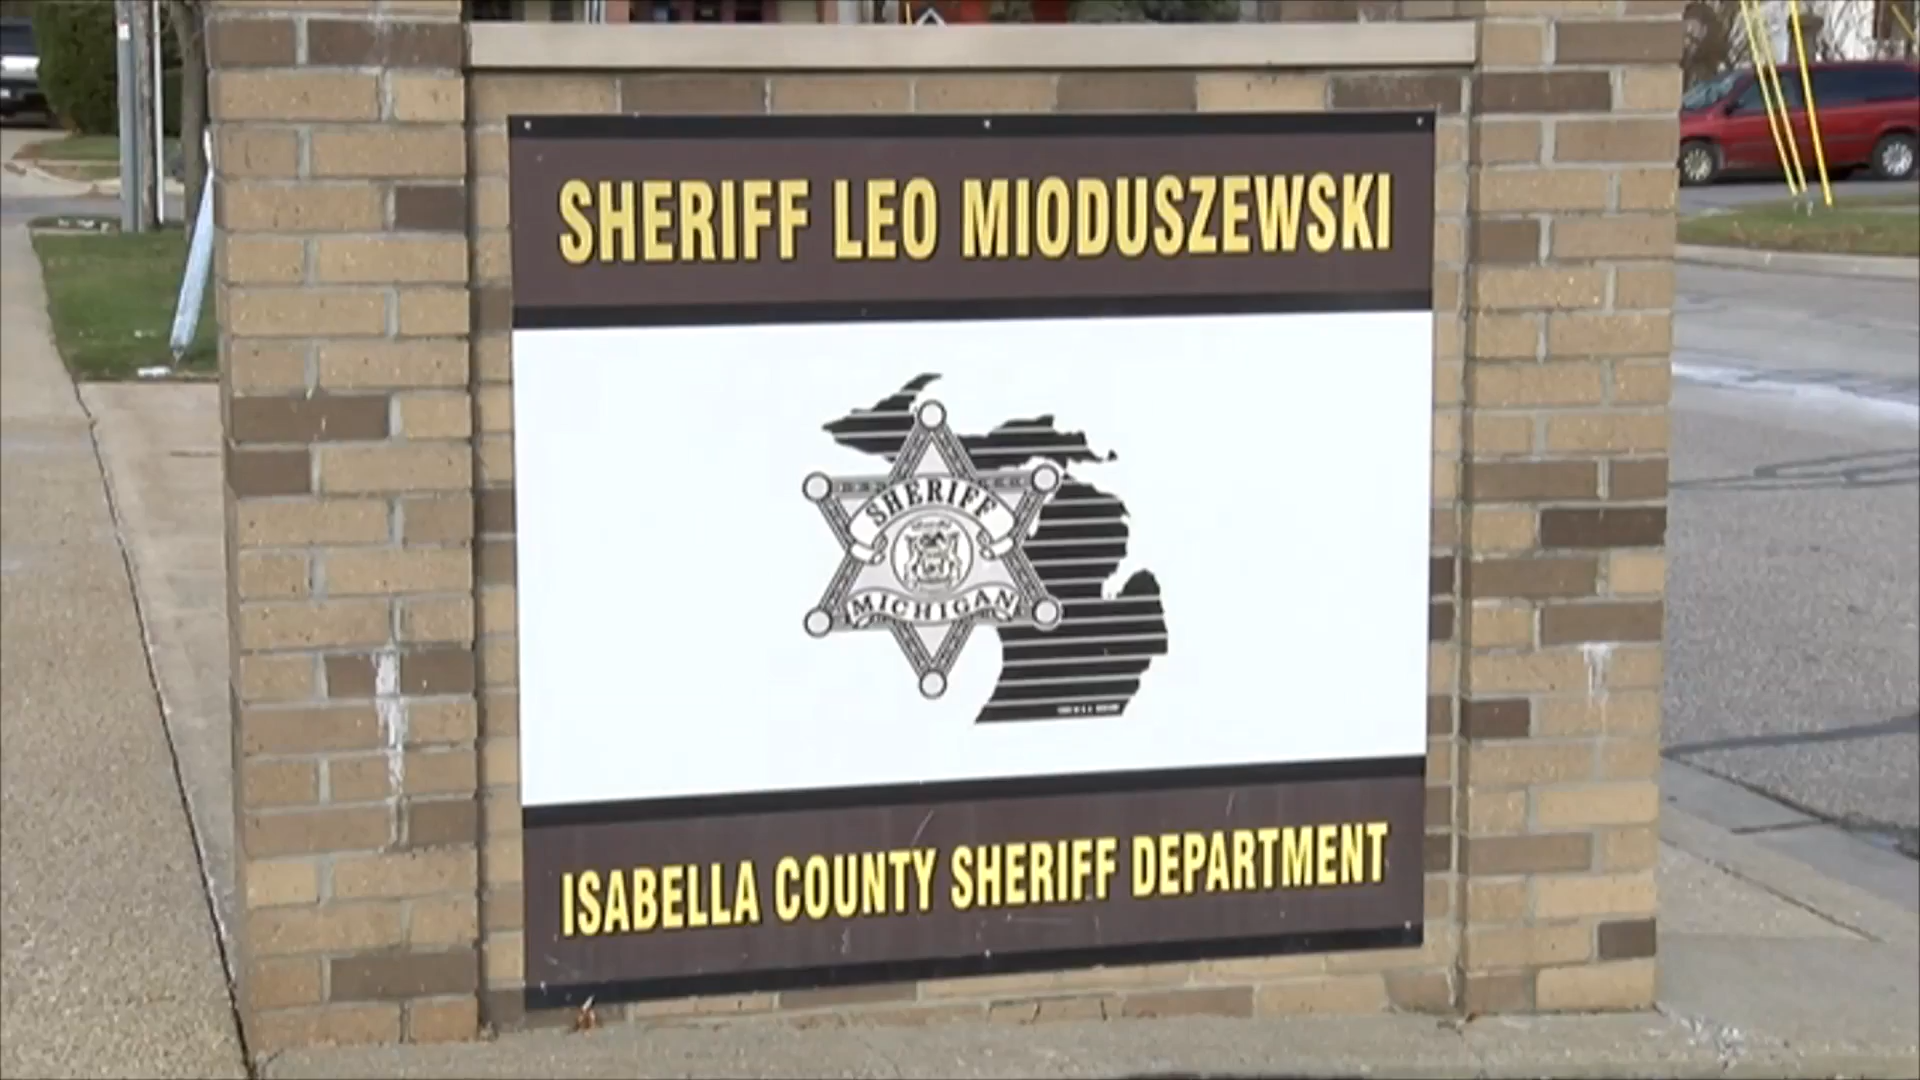 SHERIFF LEO MIODUSZEWSKI
SHERIFF
MICHIGAN
ISABELLA COUNTY SHERIFF DEPARTMENT